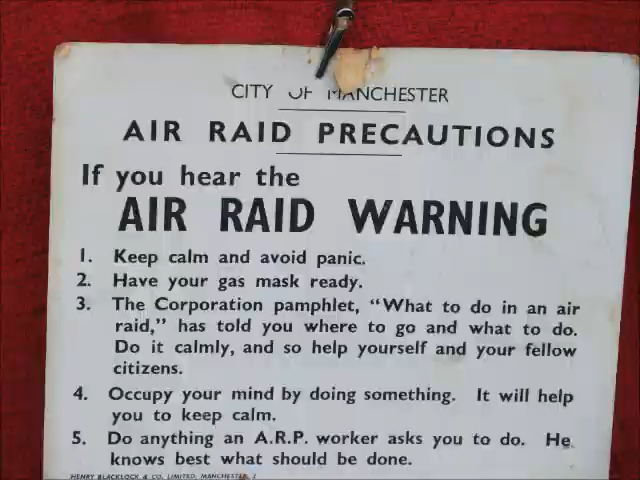 CITY OF MANCHESTER
AIR RAID PRECAUTIONS
If you hear the
AIR RAID WARNING
1. Keep calm and avoid panic.
2. Have your gas mask ready.
3. The Corporation pamphlet, "What to do in an air
raid," has told you where to go and what to do.
Do it calmly, and so help yourself and your fellow
citizens.
4. Occupy your mind by doing something. It will help
you to keep calm.
5. Do anything an A.R.P. worker asks you to do. He
knows best what should be done.
HENRY BLACKLOCK & CO. LIMITED, MANCHESTER, 3